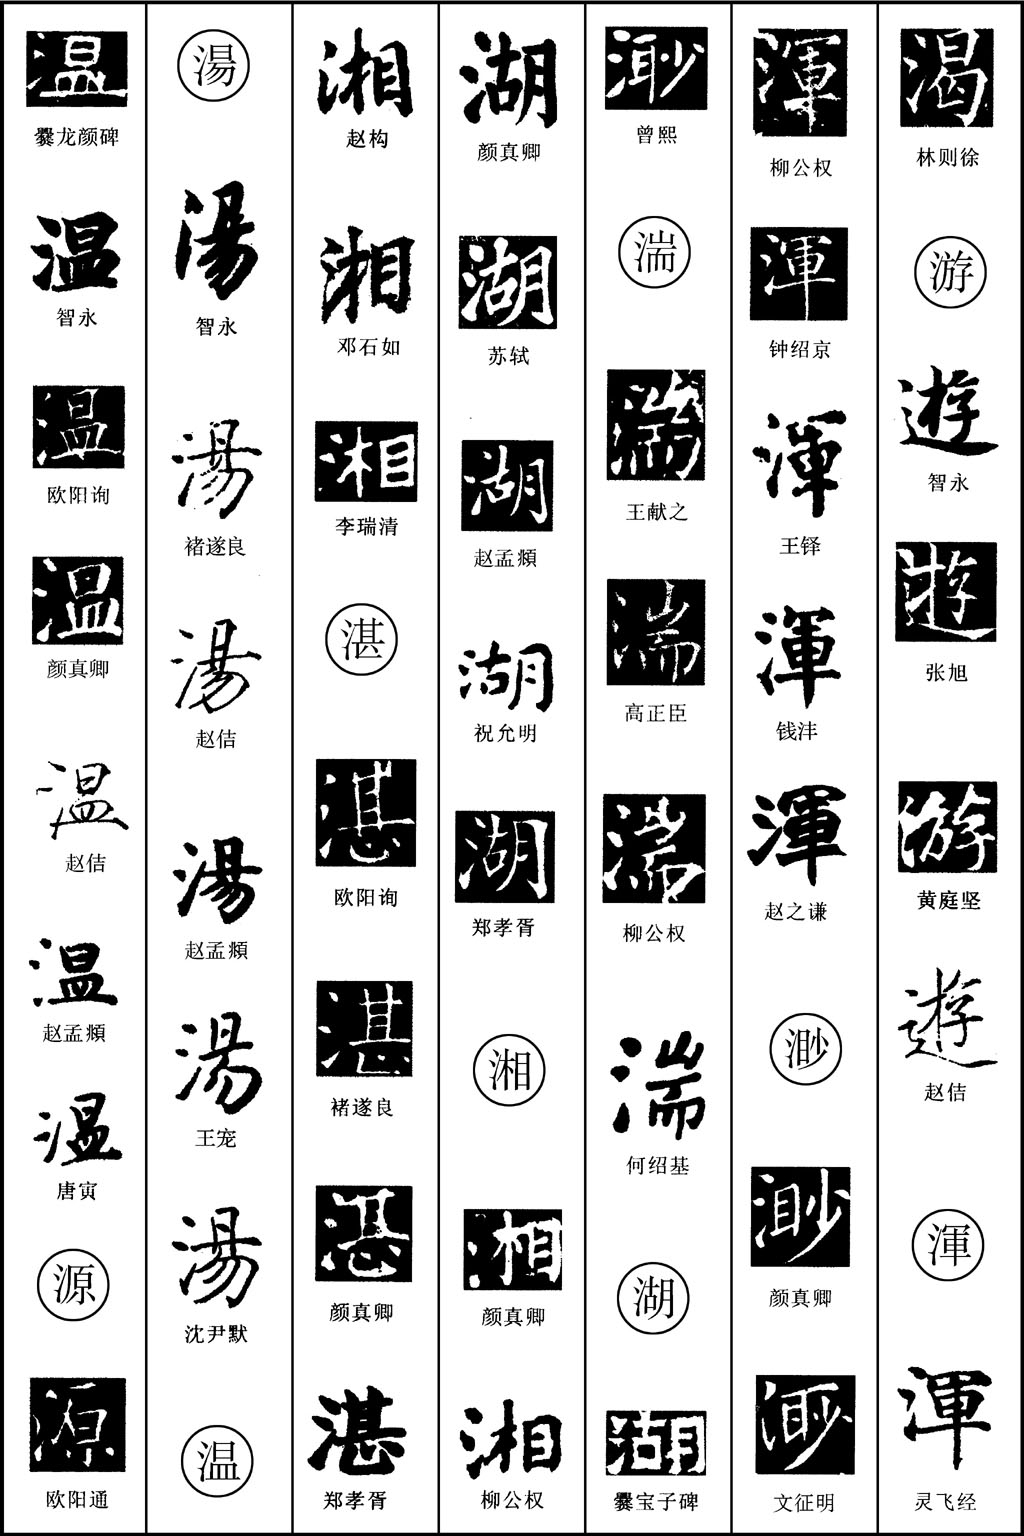 渴
林则徐
游
遊
智永
遊
张旭
游
黄庭坚
遊
赵佶
渾
渾
灵飞经
渾
柳公权
渾
钟绍京
渾
王铎
渾
钱沣
渾
赵之谦
渺
渺
颜真卿
渺
文征明
渺
曾熙
湍
湍
王献之
湍
高正臣
湍
柳公权
湍
何绍基
湖
湖
爨宝子碑
湖
颜真卿
湖
苏轼
湖
赵孟頫
湖
祝允明
湖
郑孝胥
湘
湘
颜真卿
湘
柳公权
湘
赵构
湘
邓石如
湘
李瑞清
湛
湛
欧阳询
湛
褚遂良
湛
颜真卿
湛
郑孝胥
湯
湯
智永
湯
褚遂良
湯
赵佶
湯
赵孟頫
湯
王宠
湯
沈尹默
温
温
爨龙颜碑
温
智永
温
欧阳询
温
颜真卿
温
赵佶
温
赵孟頫
温
唐寅
源
源
欧阳通